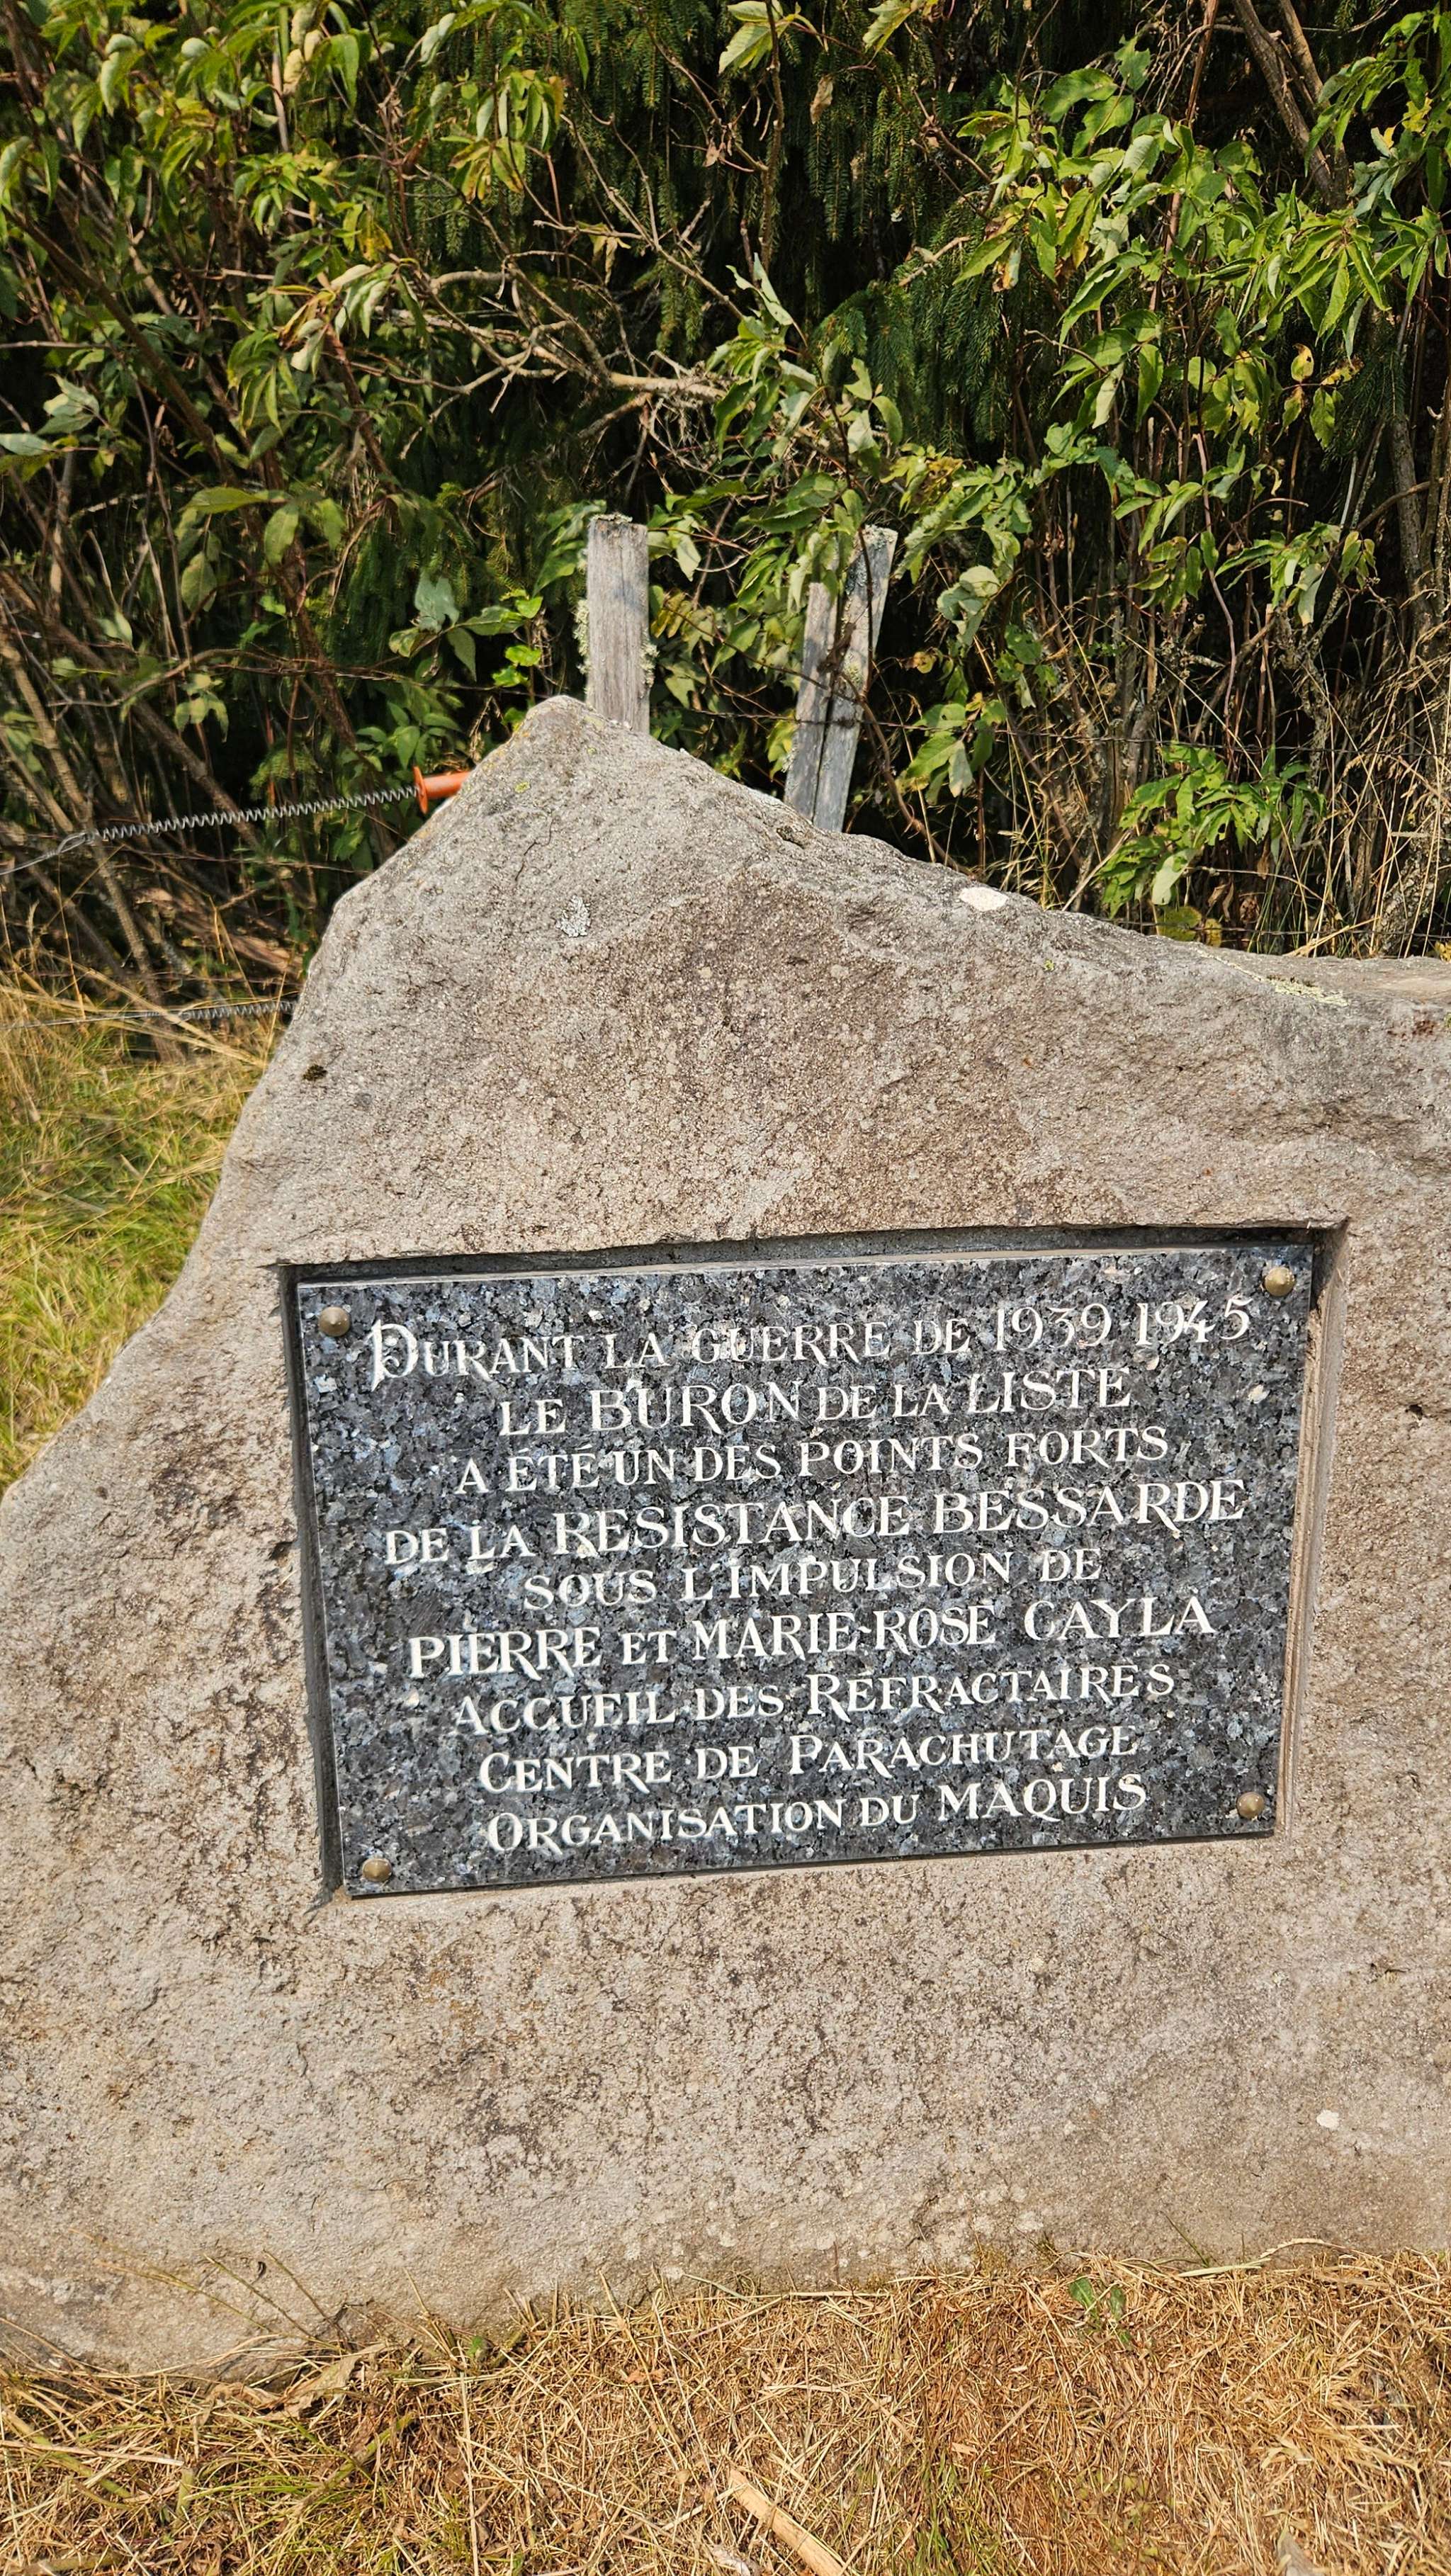 DURANT LA GUERRE DE 1939 1945
LE BURON DE LA LISTE
A ÉTÉ UN DES POINTS FORTS
DE LA RESISTANCE BESSARDE
SOUS L'IMPULSION DE
PIERRE ET MARIE-ROSE CAYLA
ACCUEIL DES RÉFRACTAIRES
CENTRE DE PARACHUTAGE
ORGANISATION DU MAQUIS